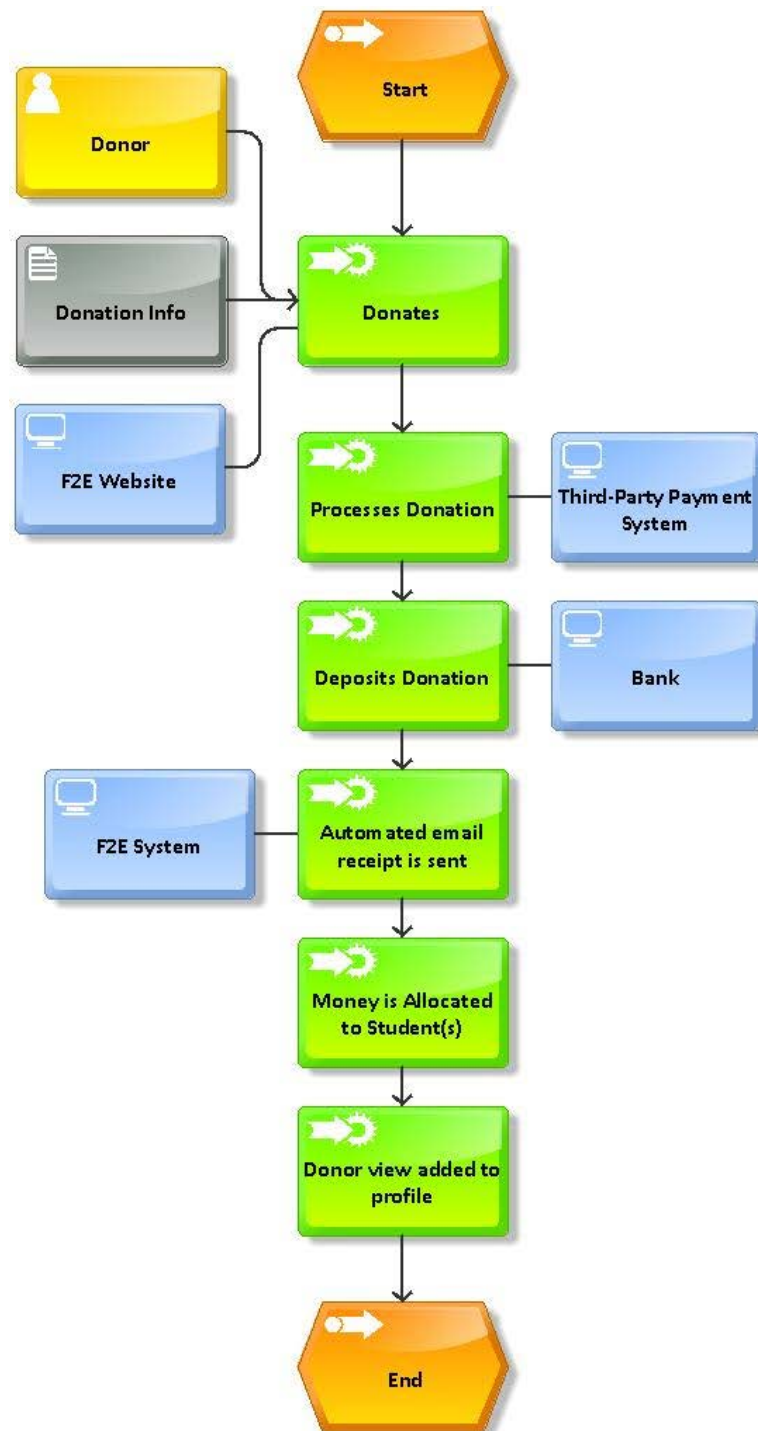 Start
Donor
Donation Info
Donates
F2E Website
Processes Donation
Third-Party Payment
System
Deposits Donation
Bank
F2E System
Automated email
receipt is sent
Money is Allocated
to Student(s)
Donor view added to
profile
End